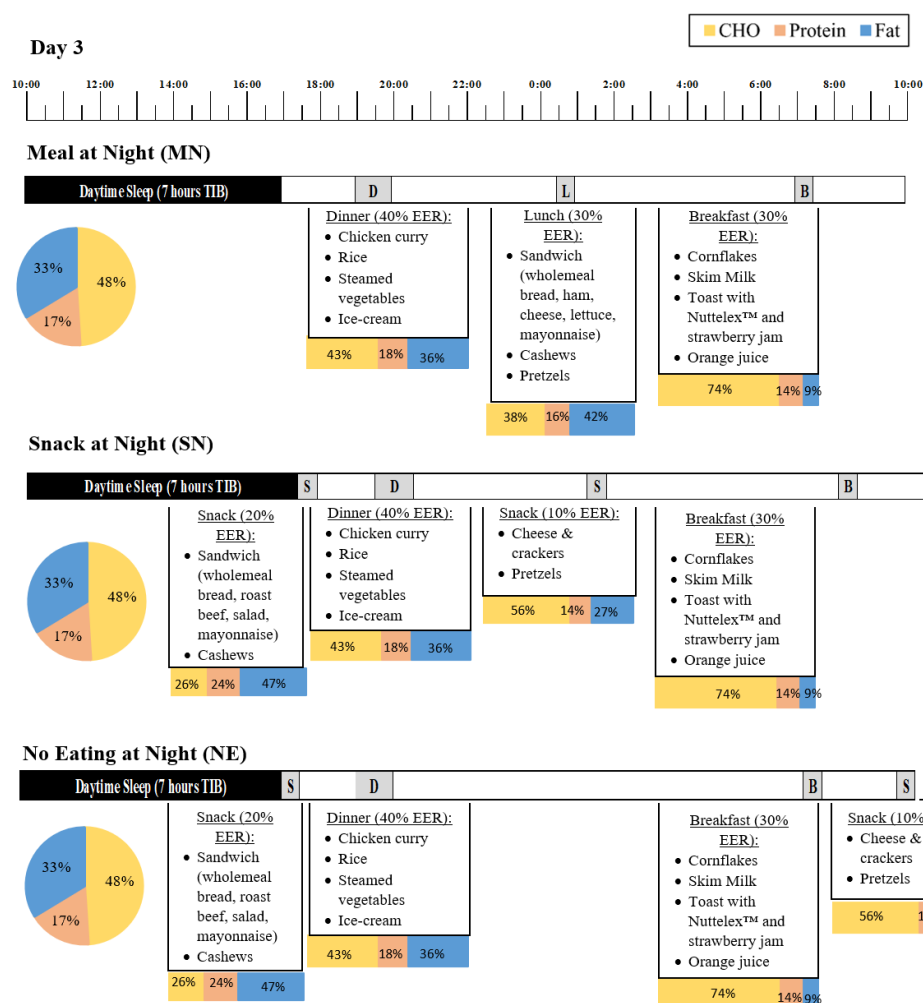 CHO Protein Fat
Day 3
10:00 12:00 14:00 16:00 18:00 20:00 22:00 0:00 2:00 4:00 6:00 8:00 10:00
Meal at Night (MN)
Daytime Sleep (7 hours TIB) D L B
33%
48%
17%
Dinner (40% EER):
• Chicken curry
• Rice
• Steamed
vegetables
• Ice-cream
43% 18% 36%
Lunch (30%
EER):
• Sandwich
(wholemeal
bread, ham,
cheese, lettuce,
mayonnaise)
• Cashews
• Pretzels
38% 16% 42%
Breakfast (30%
EER):
• Cornflakes
• Skim Milk
• Toast with
Nuttelex™ and
strawberry jam
• Orange juice
74% 14% 9%
Snack at Night (SN)
Daytime Sleep (7 hours TIB) S D S B
33%
48%
17%
Snack (20%
EER):
• Sandwich
(wholemeal
bread, roast
beef, salad,
mayonnaise)
• Cashews
26% 24% 47%
Dinner (40% EER):
• Chicken curry
• Rice
• Steamed
vegetables
• Ice-cream
43% 18% 36%
Snack (10% EER):
• Cheese &
crackers
• Pretzels
56% 14% 27%
Breakfast (30%
EER):
• Cornflakes
• Skim Milk
• Toast with
Nuttelex™ and
strawberry jam
• Orange juice
74% 14% 9%
No Eating at Night (NE)
Daytime Sleep (7 hours TIB) S D B S
33%
48%
17%
Snack (20%
EER):
• Sandwich
(wholemeal
bread, roast
beef, salad,
mayonnaise)
• Cashews
26% 24% 47%
Dinner (40% EER):
• Chicken curry
• Rice
• Steamed
vegetables
• Ice-cream
43% 18% 36%
Breakfast (30%
EER):
• Cornflakes
• Skim Milk
• Toast with
Nuttelex™ and
strawberry jam
• Orange juice
74% 14% 9%
Snack (10%
• Cheese &
crackers
• Pretzels
56%